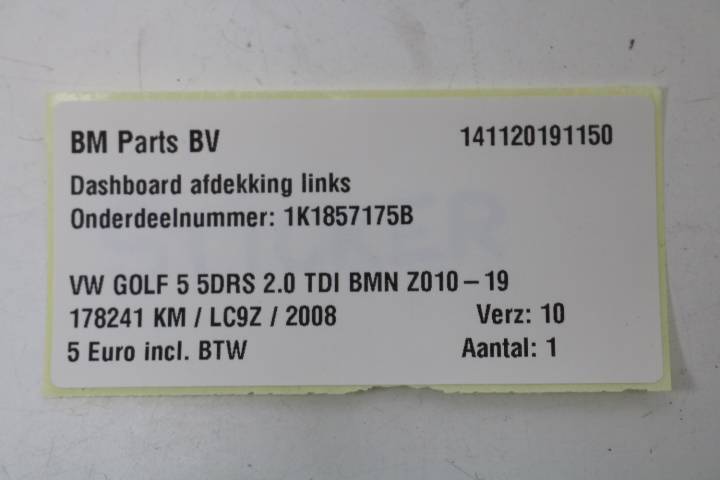 BM Parts BV 141120191150
Dashboard afdekking links
Onderdeelnummer: 1K1857175B
VW GOLF 5 5DRS 2.0 TDI BMN Z010-19
178241 KM / LC9Z / 2008 Verz: 10
5 Euro incl. BTW Aantal: 1